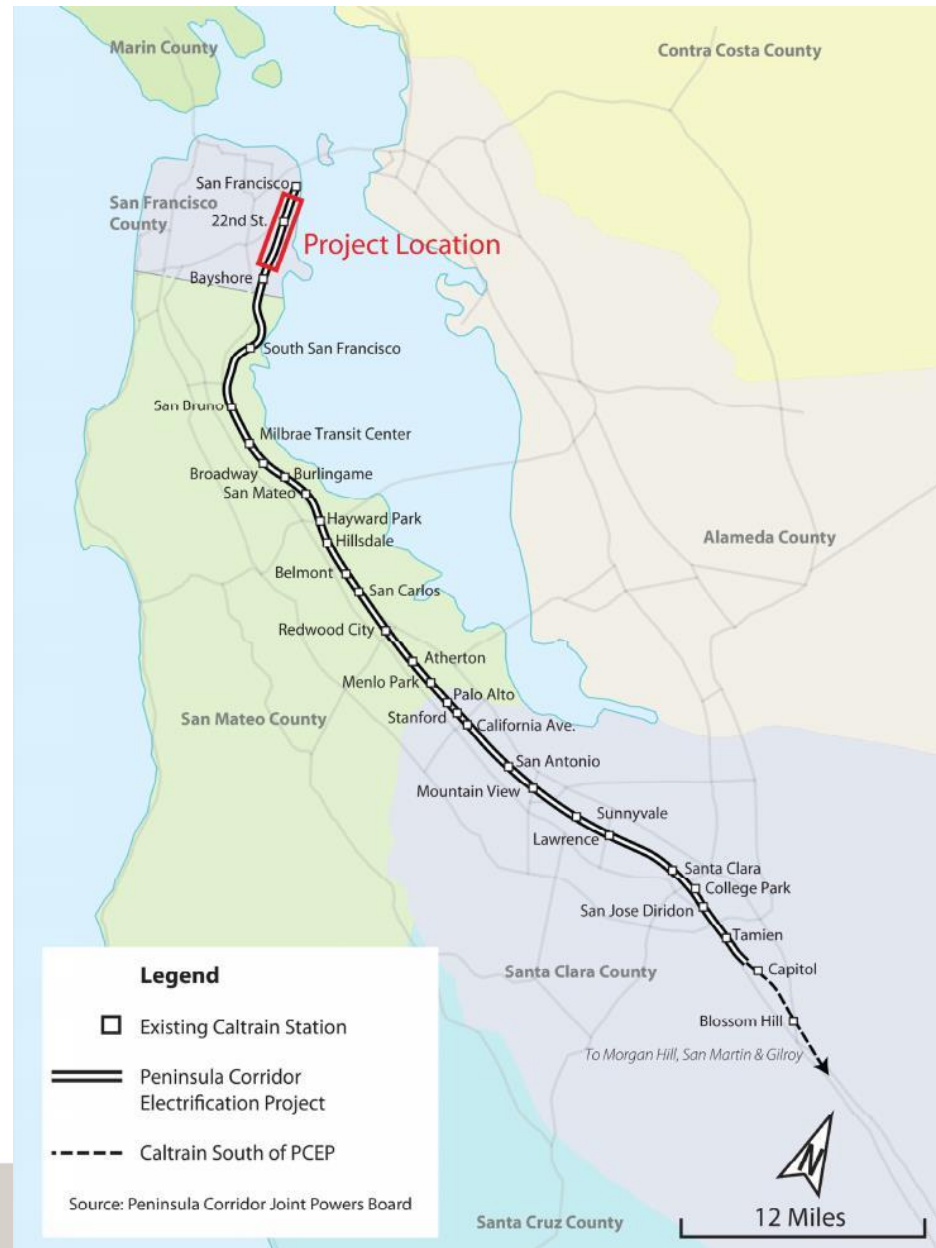 Marin County
Contra Costa County
San Francisco
San Francisco
County
22nd St.
Project Location
Bayshore
South San Francisco
San Bruno
Milbrae Transit Center
Broadway
Burlingame
San Mateo
Hayward Park
Hillsdale
Alameda County
Belmont
San Carlos
Redwood City
Atherton
Menlo Park
Palo Alto
San Mateo County
Stanford
California Ave.
San Antonio
Mountain View
Sunnyvale
Lawrence
Santa Clara
College Park
San Jose Diridon
Tamien
Santa Clara County
Capitol
Blossom Hill
To Morgan Hill, San Martin & Gilroy
Legend
Existing Caltrain Station
Peninsula Corridor
Electrification Project
Caltrain South of PCEP
Source: Peninsula Corridor Joint Powers Board
Santa Cruz County
N
12 Miles